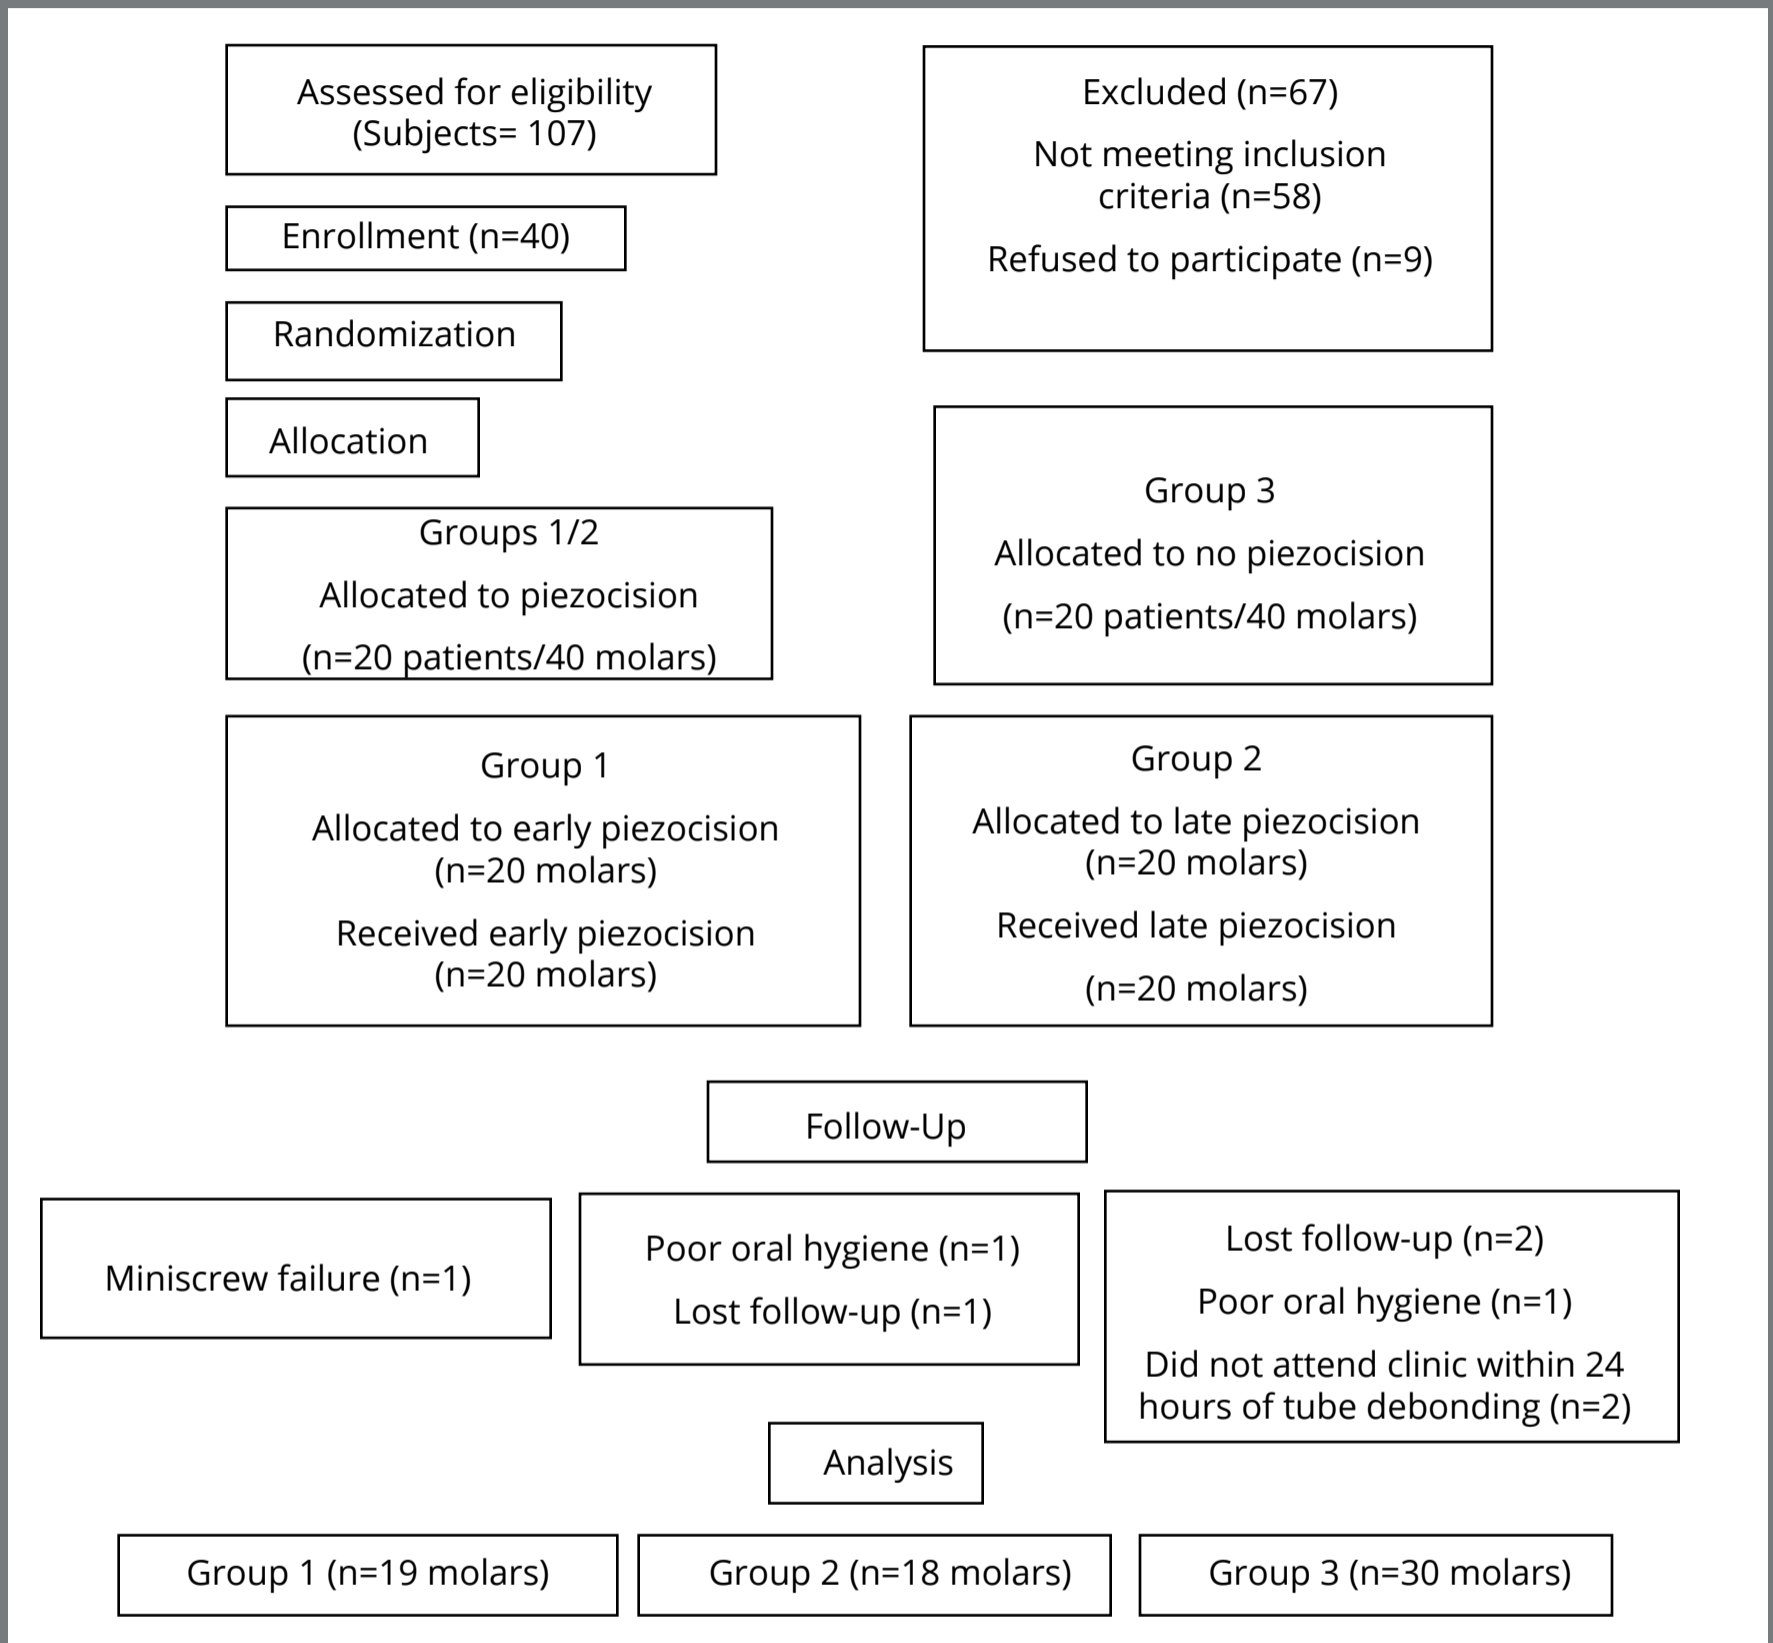 Assessed for eligibility
(Subjects= 107)
Excluded (n=67)
Not meeting inclusion
criteria (n=58)
Refused to participate (n=9)
Enrollment (n=40)
Randomization
Allocation
Groups 1/2
Allocated to piezocision
(n=20 patients/40 molars)
Group 3
Allocated to no piezocision
(n=20 patients/40 molars)
Group 1
Allocated to early piezocision
(n=20 molars)
Received early piezocision
(n=20 molars)
Group 2
Allocated to late piezocision
(n=20 molars)
Received late piezocision
(n=20 molars)
Follow-Up
Miniscrew failure (n=1)
Poor oral hygiene (n=1)
Lost follow-up (n=1)
Lost follow-up (n=2)
Poor oral hygiene (n=1)
Did not attend clinic within 24
hours of tube debonding (n=2)
Analysis
Group 1 (n=19 molars)
Group 2 (n=18 molars)
Group 3 (n=30 molars)